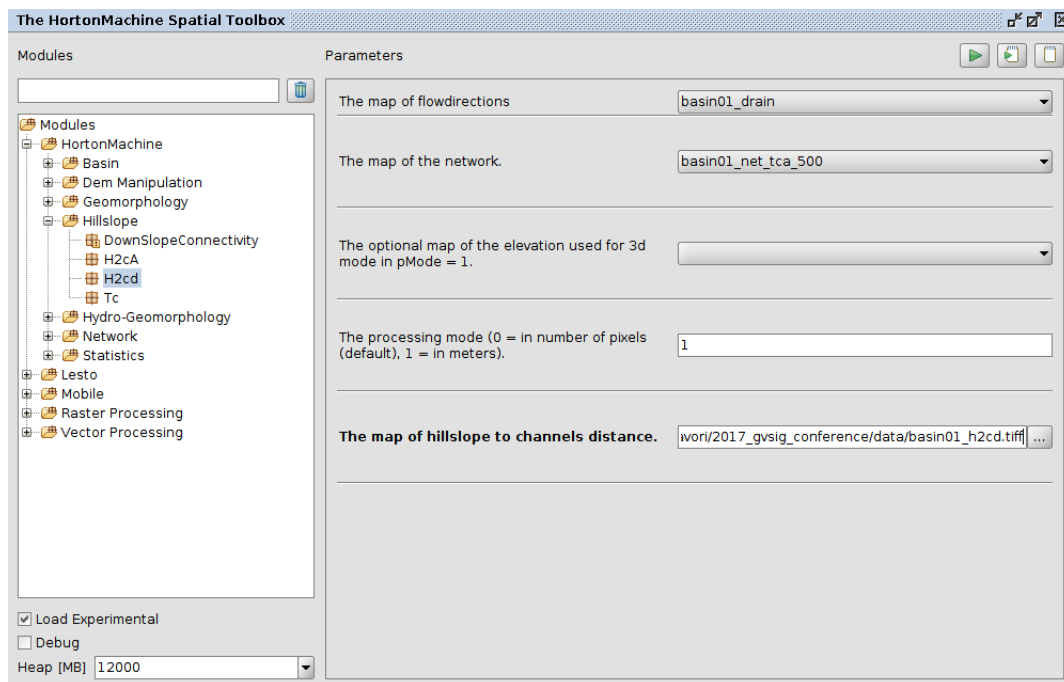 The HortonMachine Spatial Toolbox
Modules
Modules
HortonMachine
Basin
Dem Manipulation
Geomorphology
Hillslope
DownSlopeConnectivity
H2cA
H2cd
Tc
Hydro-Geomorphology
Network
Statistics
Lesto
Mobile
Raster Processing
Vector Processing
Load Experimental
Debug
Heap [MB] 12000
Parameters
The map of flowdirections
basin01_drain
The map of the network.
basin01_net_tca_500
The optional map of the elevation used for 3d
mode in pMode = 1.
The processing mode (0 = in number of pixels
(default), 1 = in meters).
1
The map of hillslope to channels distance.
vori/2017_gvsig_conference/data/basin01_h2cd.tiff
...